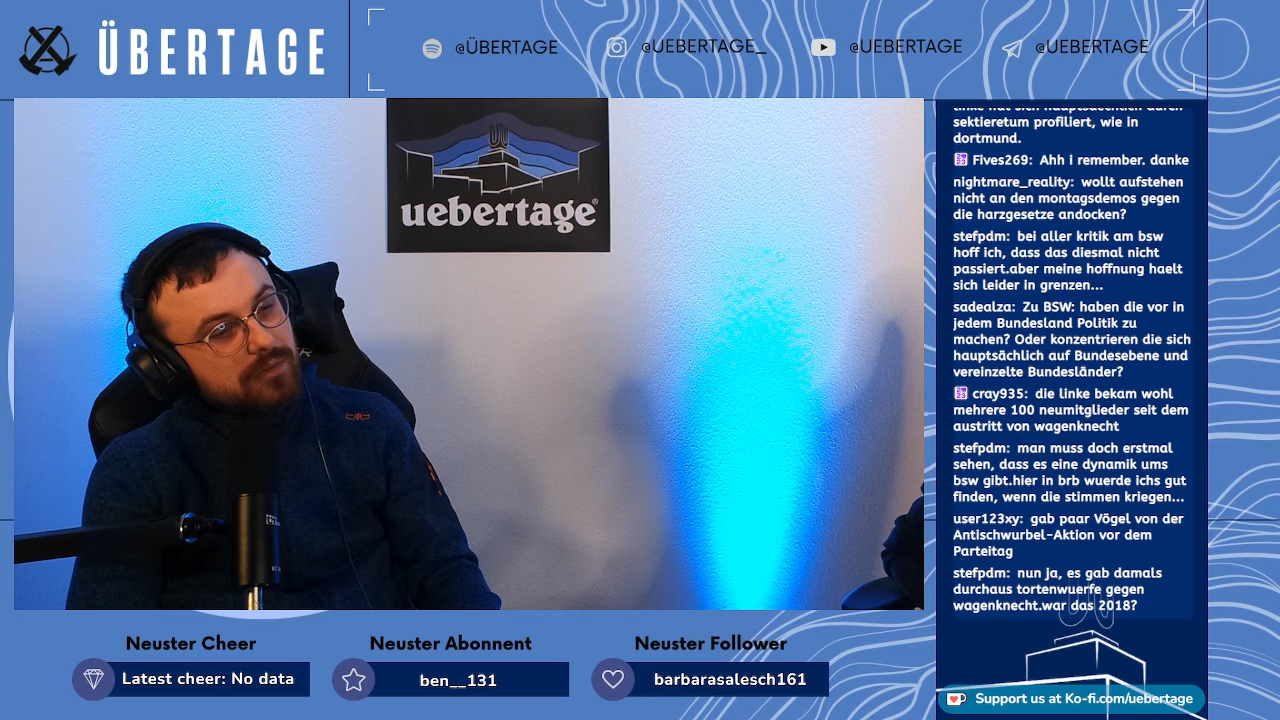 ÜBERTAGE
@ÜBERTAGE
@UEBERTAGE_
@UEBERTAGE
@UEBERTAGE
uebertage®
linke hat sich hauptsaechlich durch
sektieretum profiliert, wie in
dortmund.
Fives269: Ahh i remember. danke
nightmare_reality: wollt aufstehen
nicht an den montagsdemos gegen
die harzgesetze andocken?
stefpdm: bei aller kritik am bsw
hoff ich, dass das diesmal nicht
passiert.aber meine hoffnung haelt
sich leider in grenzen...
sadealza: Zu BSW: haben die vor in
jedem Bundesland Politik zu
machen? Oder konzentrieren die sich
hauptsächlich auf Bundesebene und
vereinzelte Bundesländer?
cray935: die linke bekam wohl
mehrere 100 neumitglieder seit dem
austritt von wagenknecht
stefpdm: man muss doch erstmal
sehen, dass es eine dynamik ums
bsw gibt.hier in brb wuerde ichs gut
finden, wenn die stimmen kriegen...
user123xy: gab paar Vögel von der
Antischwurbel-Aktion vor dem
Parteitag
stefpdm: nun ja, es gab damals
durchaus tortenwuerfe gegen
wagenknecht.war das 2018?
Neuster Cheer
Latest cheer: No data
Neuster Abonnent
ben__131
Neuster Follower
barbarasalesch161
Support us at Ko-fi.com/uebertage